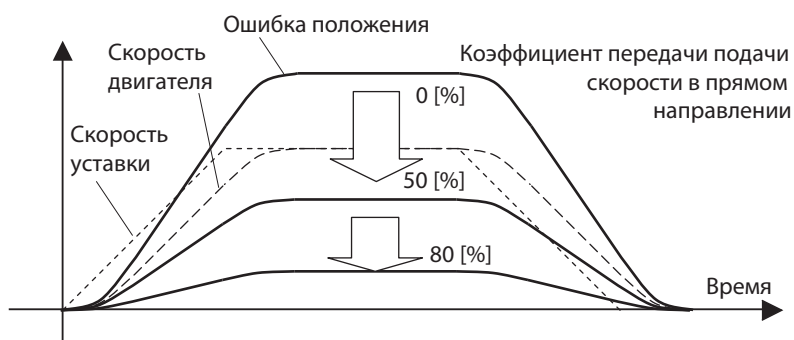 Ошибка положения
Скорость
двигателя
Коэффициент передачи подачи
скорости в прямом
направлении
0 [%]
Скорость
уставки
50 [%]
80 [%]
Время